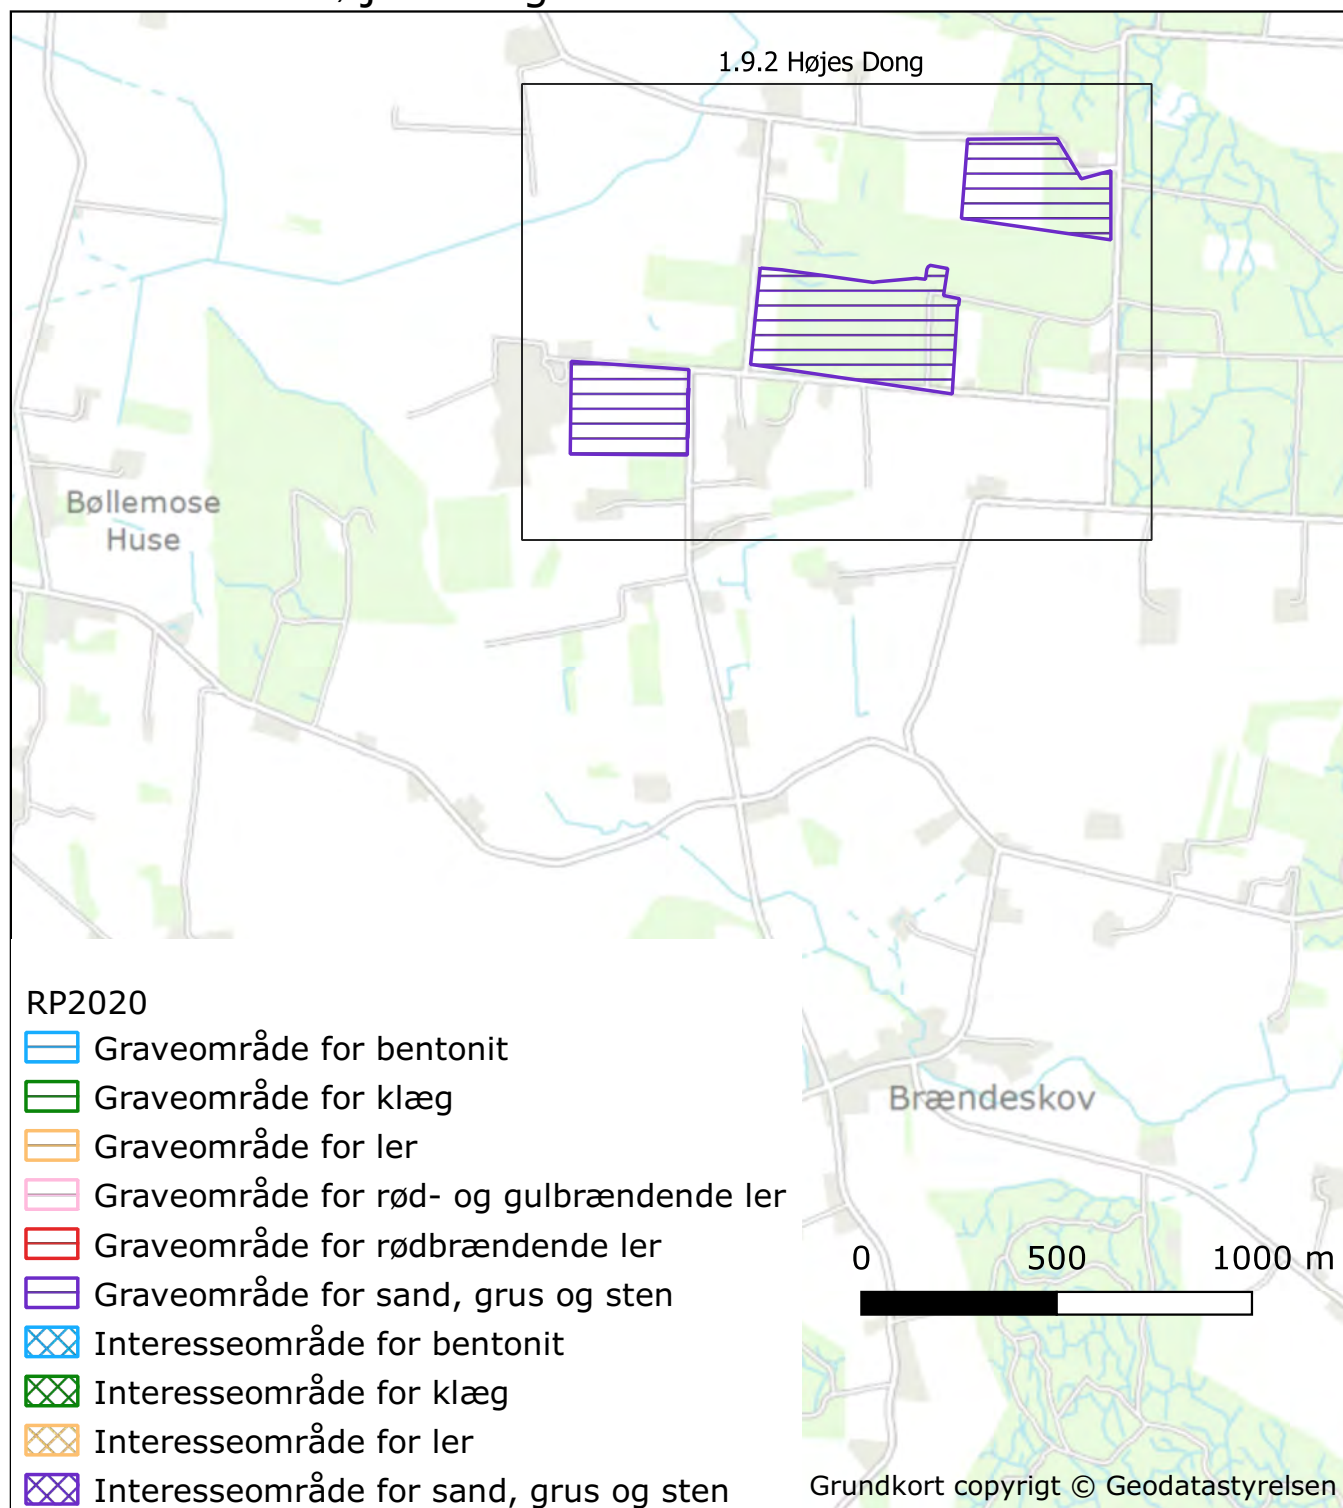 1.9.2 Højes Dong
Bøllemose
Huse
Brændeskov
RP2020
Graveområde for bentonit
Graveområde for klæg
Graveområde for ler
Graveområde for rød- og gulbrændende ler
Graveområde for rødbrændende ler
Graveområde for sand, grus og sten
Interesseområde for bentonit
Interesseområde for klæg
Interesseområde for ler
Interesseområde for sand, grus og sten
0 500 1000 m
Grundkort copyrigt © Geodatastyrelsen